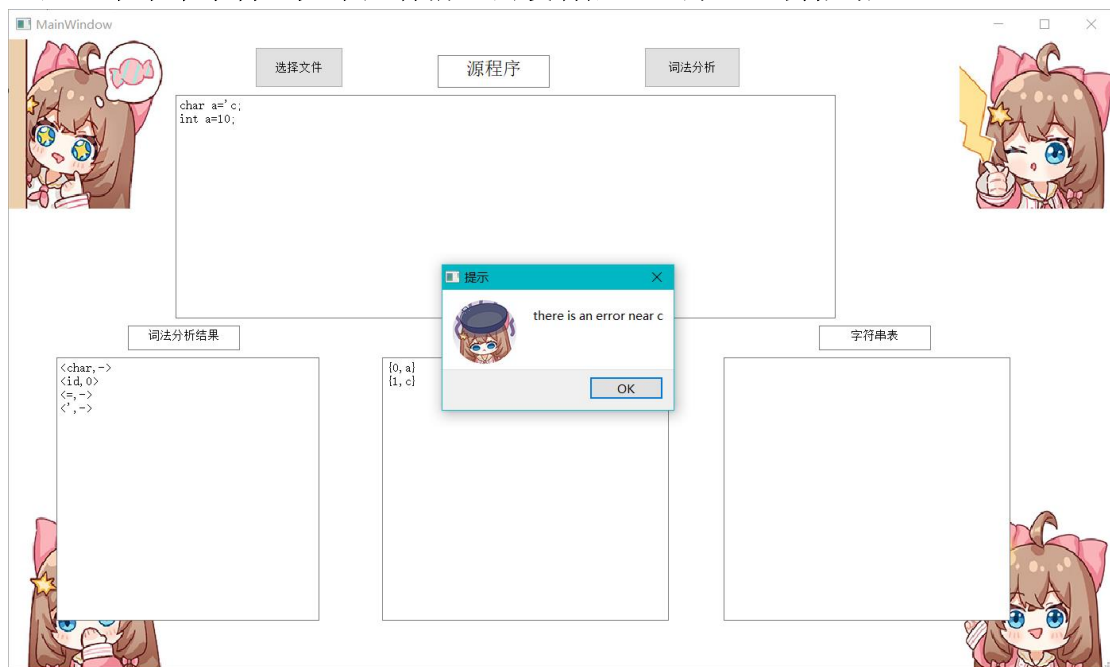 MainWindow
选择文件
源程序
词法分析
char a='c;
int a=10;
提示
there is an error near c
OK
词法分析结果
字符串表
<char,->
<id,0>
<=,->
<',->
{0,a}
{1,c}